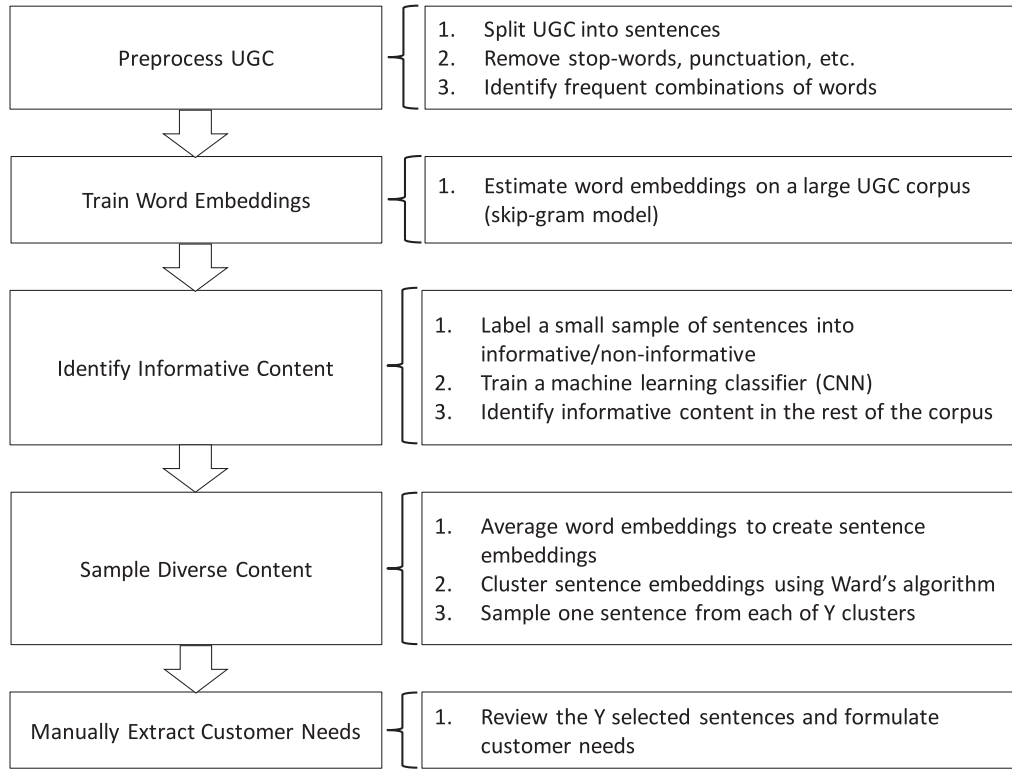 Preprocess UGC
1. Split UGC into sentences
2. Remove stop-words, punctuation, etc.
3. Identify frequent combinations of words
Train Word Embeddings
1. Estimate word embeddings on a large UGC corpus
(skip-gram model)
Identify Informative Content
1. Label a small sample of sentences into
informative/non-informative
2. Train a machine learning classifier (CNN)
3. Identify informative content in the rest of the corpus
Sample Diverse Content
1. Average word embeddings to create sentence
embeddings
2. Cluster sentence embeddings using Ward's algorithm
3. Sample one sentence from each of Y clusters
Manually Extract Customer Needs
1. Review the Y selected sentences and formulate
customer needs